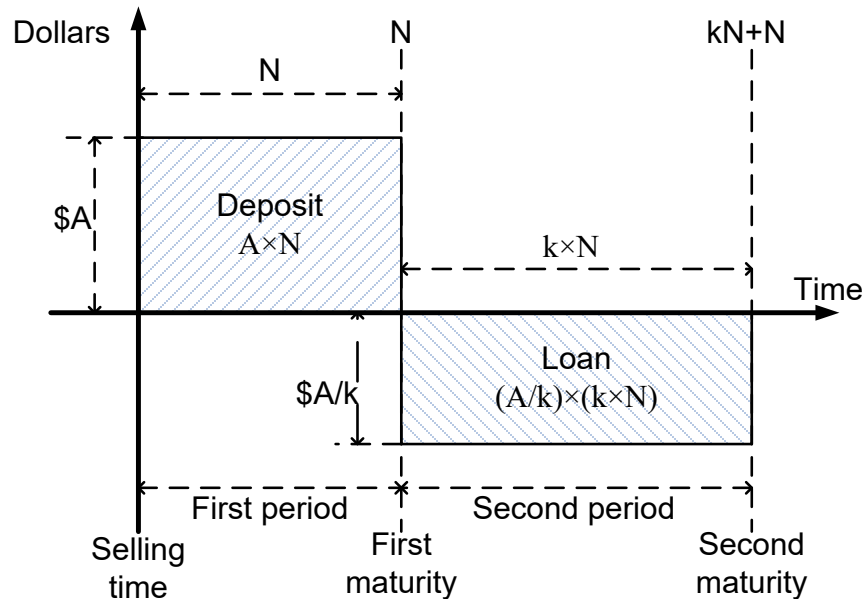 Dollars
N
kN+N
N
Deposit
A×N
$A
k×N
Time
Loan
(A/k)×(k×N)
$A/k
First period
Second period
Selling
time
First
maturity
Second
maturity